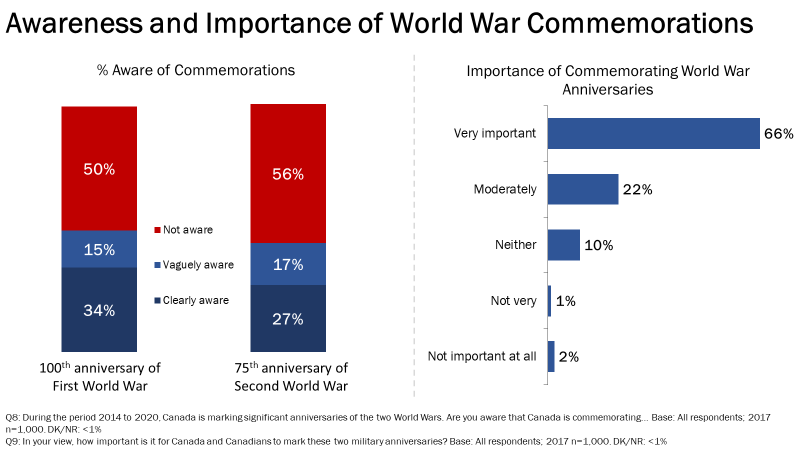 Awareness and Importance of World War Commemorations
% Aware of Commemorations
50%
15%
34%
56%
17%
27%
Not aware
Vaguely aware
Clearly aware
100th anniversary of
First World War
75th anniversary of
Second World War
Importance of Commemorating World War
Anniversaries
Very important 66%
Moderately 22%
Neither 10%
Not very 1%
Not important at all 2%
Q8: During the period 2014 to 2020, Canada is marking significant anniversaries of the two World Wars. Are you aware that Canada is commemorating... Base: All respondents; 2017
n=1,000. DK/NR: <1%
Q9: In your view, how important is it for Canada and Canadians to mark these two military anniversaries? Base: All respondents; 2017 n=1,000. DK/NR: <1%